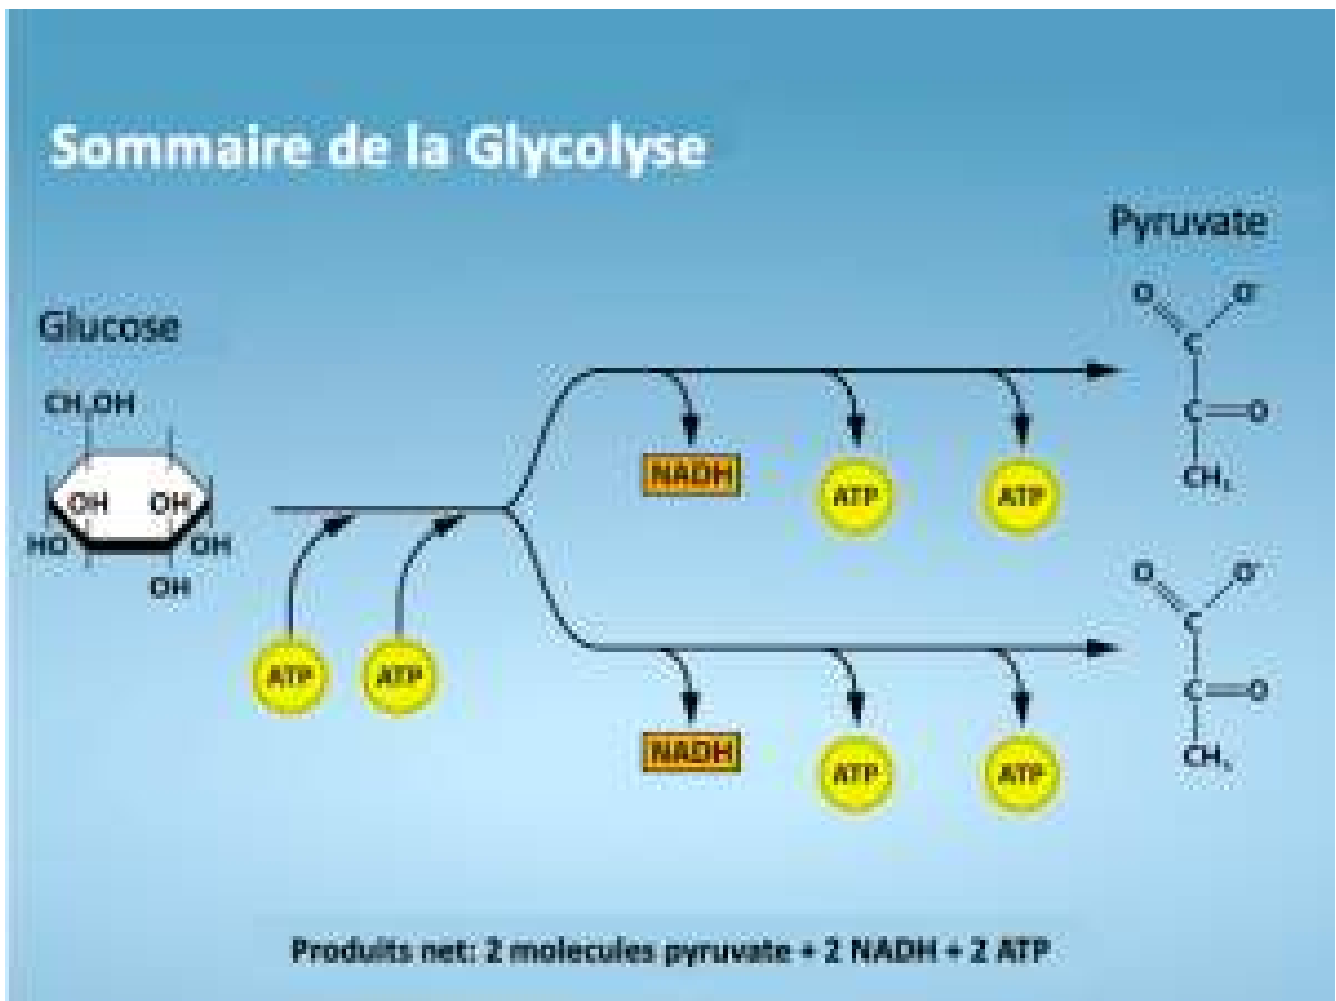 Sommaire de la Glycolyse
Pyruvate
O O⁻
C
Glucose
CH₂OH
C O
NADH ATP ATP
CH₃
OH OH
HO OH
OH
O O⁻
C
ATP ATP
C O
NADH ATP ATP
CH₃
Produits net: 2 molecules pyruvate + 2 NADH + 2 ATP